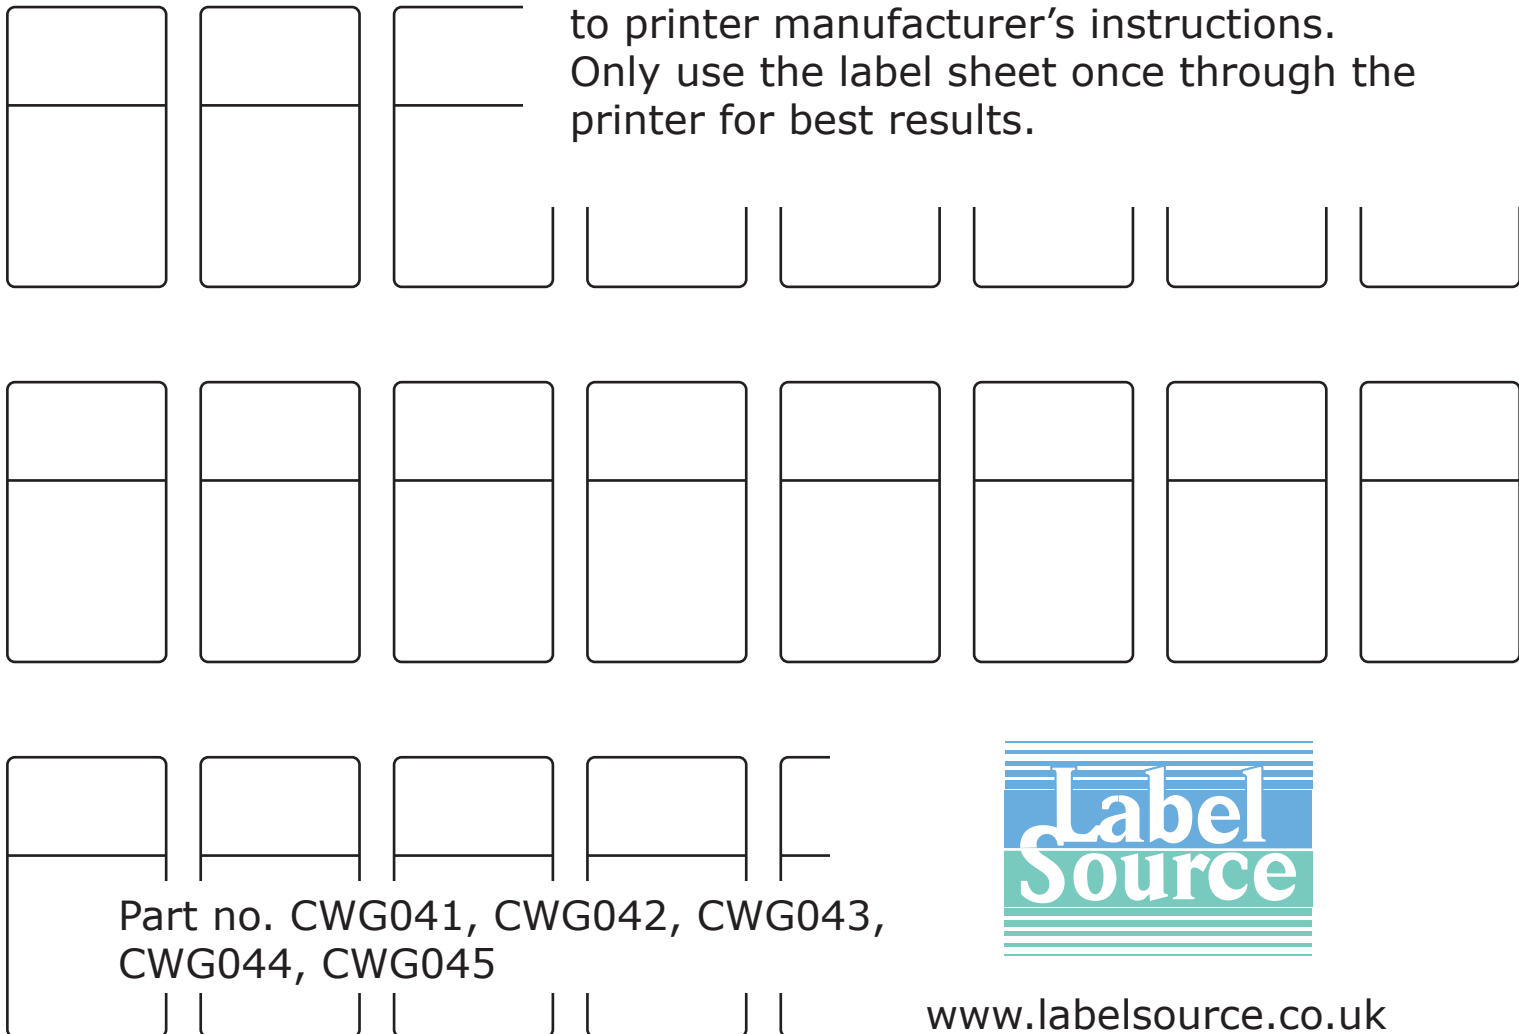 to printer manufacturer’s instructions.
Only use the label sheet once through the
printer for best results.
Label
Source
Part no. CWG041, CWG042, CWG043,
CWG044, CWG045
www.labelsource.co.uk